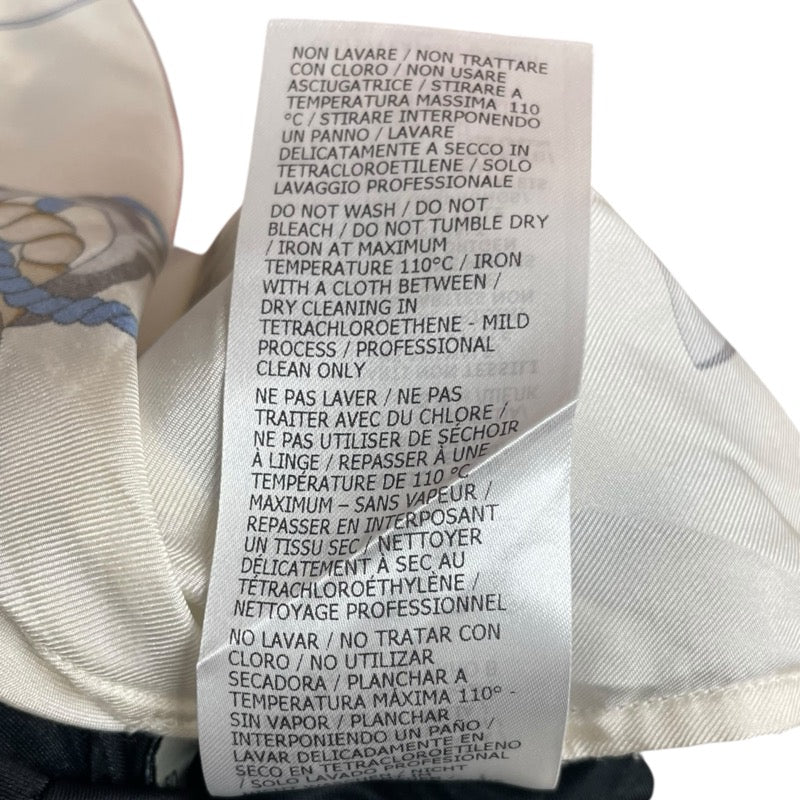 NON LAVARE / NON TRATTARE
CON CLORO / NON USARE
ASCIUGATRICE / STIRARE A
TEMPERATURA MASSIMA 110
°C / STIRARE INTERPONENDO
UN PANNO / LAVARE
DELICATAMENTE A SECCO IN
TETRACLOROETILENE / SOLO
LAVAGGIO PROFESSIONALE
DO NOT WASH / DO NOT
BLEACH / DO NOT TUMBLE DRY
/ IRON AT MAXIMUM
TEMPERATURE 110°C / IRON
WITH A CLOTH BETWEEN /
DRY CLEANING IN
TETRACHLOROETHENE - MILD
PROCESS / PROFESSIONAL
CLEAN ONLY
NE PAS LAVER / NE PAS
TRAITER AVEC DU CHLORE /
NE PAS UTILISER DE SÉCHOIR
À LINGE / REPASSER À UNE
TEMPÉRATURE DE 110 °C
MAXIMUM – SANS VAPEUR /
REPASSER EN INTERPOSANT
UN TISSU SEC / NETTOYER
DÉLICATEMENT À SEC AU
TÉTRACHLOROÉTHYLÈNE /
NETTOYAGE PROFESSIONNEL
NO LAVAR / NO TRATAR CON
CLORO / NO UTILIZAR
SECADORA / PLANCHAR A
TEMPERATURA MÁXIMA 110° -
SIN VAPOR / PLANCHAR
INTERPONIENDO UN PAÑO /
LAVAR DELICADAMENTE EN
SECO EN TETRACLOROETILENO
/ SOLO LAVADO PROFESIONAL
NICHT